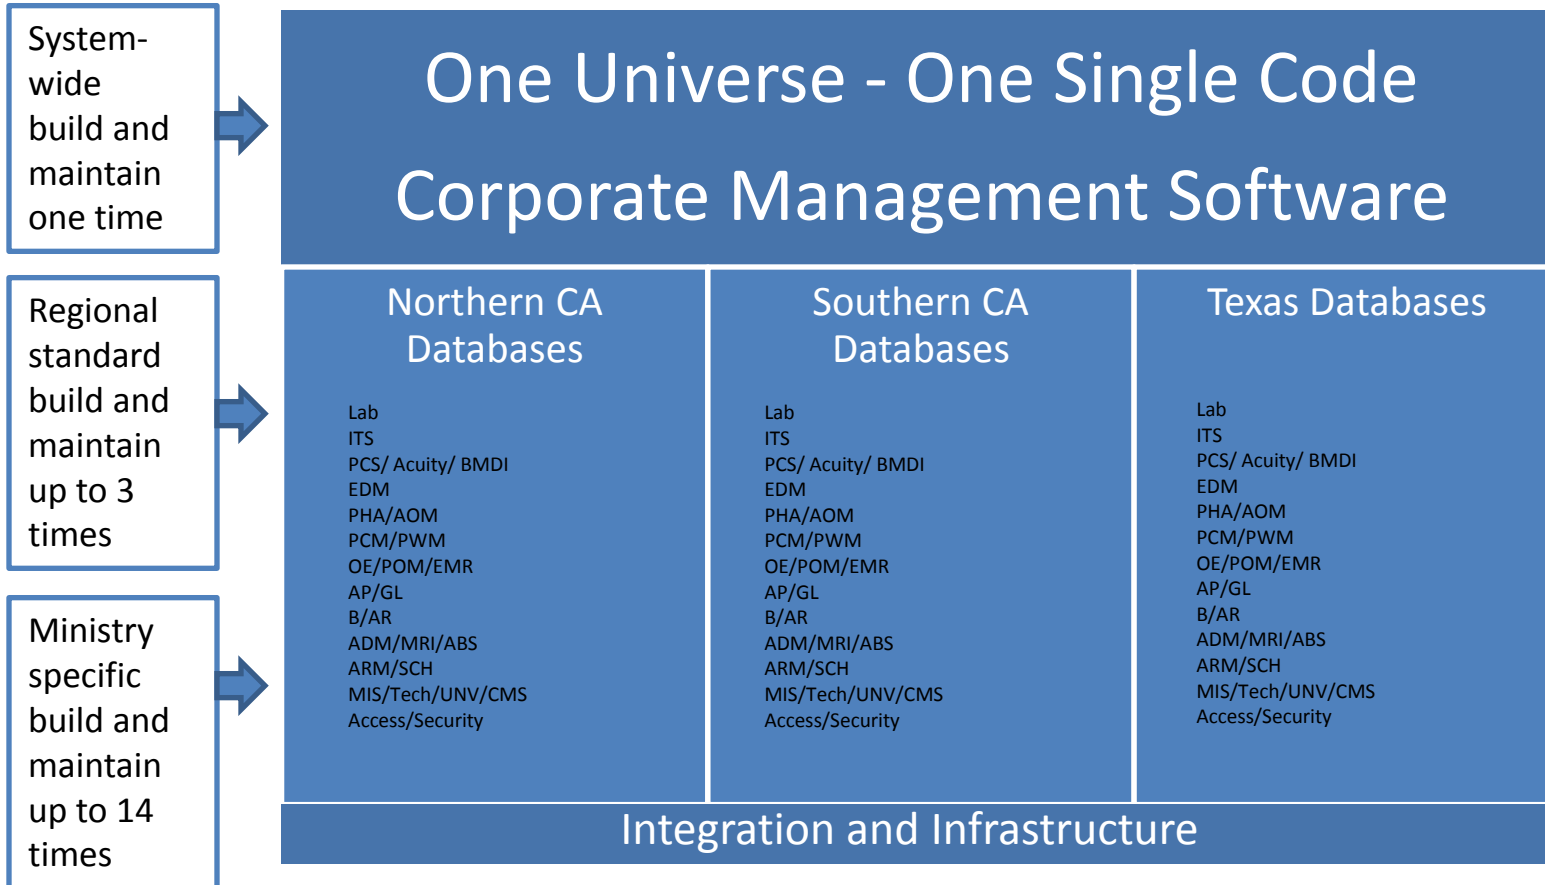 System-
wide
build and
maintain
one time
One Universe - One Single Code
Corporate Management Software
Regional
standard
build and
maintain
up to 3
times
Ministry
specific
build and
maintain
up to 14
times
Northern CA
Databases
Lab
ITS
PCS/ Acuity/ BMDI
EDM
PHA/AOM
PCM/PWM
OE/POM/EMR
AP/GL
B/AR
ADM/MRI/ABS
ARM/SCH
MIS/Tech/UNV/CMS
Access/Security
Southern CA
Databases
Lab
ITS
PCS/ Acuity/ BMDI
EDM
PHA/AOM
PCM/PWM
OE/POM/EMR
AP/GL
B/AR
ADM/MRI/ABS
ARM/SCH
MIS/Tech/UNV/CMS
Access/Security
Texas Databases
Lab
ITS
PCS/ Acuity/ BMDI
EDM
PHA/AOM
PCM/PWM
OE/POM/EMR
AP/GL
B/AR
ADM/MRI/ABS
ARM/SCH
MIS/Tech/UNV/CMS
Access/Security
Integration and Infrastructure